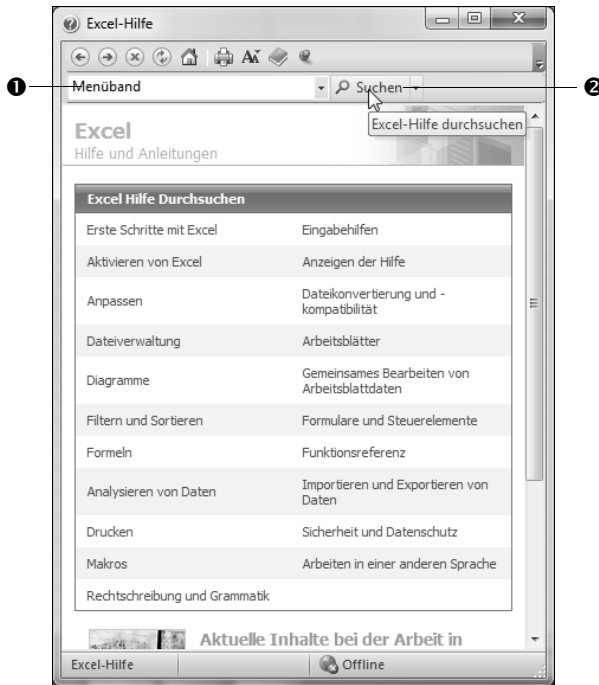 Excel-Hilfe
❶
Menüband
Suchen
❷
Excel-Hilfe durchsuchen
Excel
Hilfe und Anleitungen
Excel Hilfe Durchsuchen
Erste Schritte mit Excel
Eingabehilfen
Aktivieren von Excel
Anzeigen der Hilfe
Anpassen
Dateikonvertierung und -
kompatibilität
Dateiverwaltung
Arbeitsblätter
Diagramme
Gemeinsames Bearbeiten von
Arbeitsblattdaten
Filtern und Sortieren
Formulare und Steuerelemente
Formeln
Funktionsreferenz
Analysieren von Daten
Importieren und Exportieren von
Daten
Drucken
Sicherheit und Datenschutz
Makros
Arbeiten in einer anderen Sprache
Rechtschreibung und Grammatik
Aktuelle Inhalte bei der Arbeit in
Excel-Hilfe
Offline